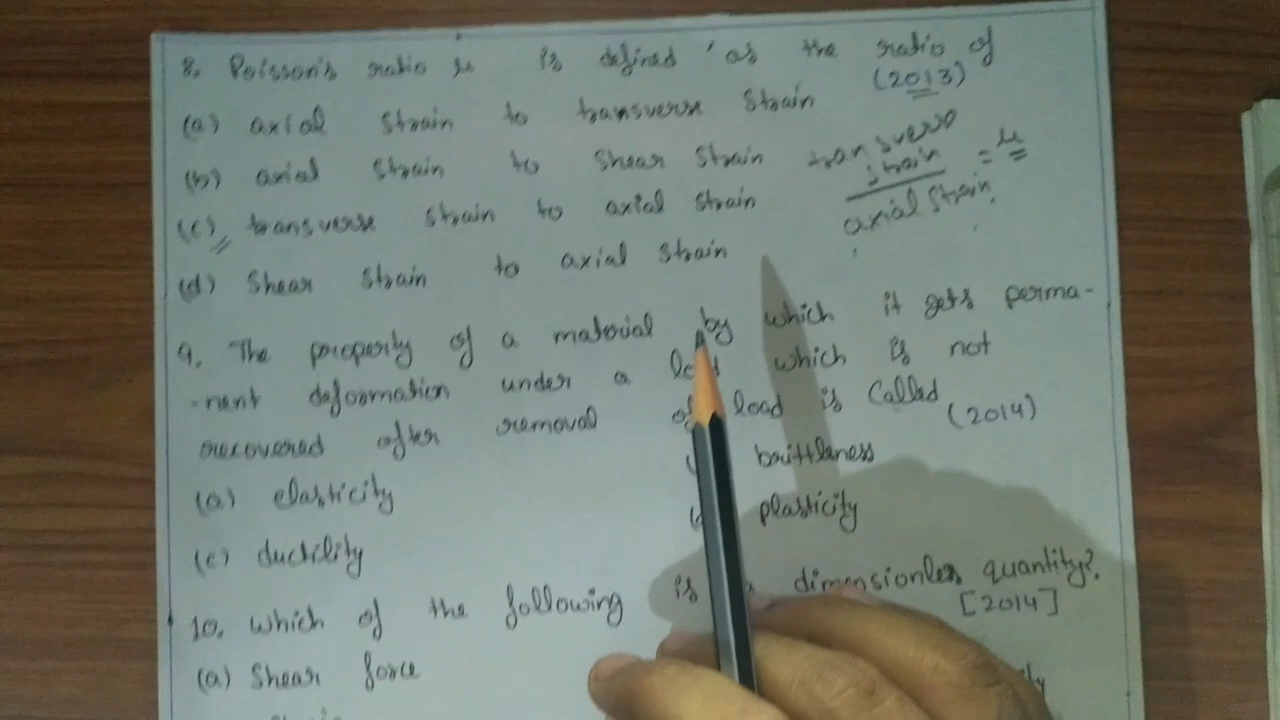 8. Poisson's ratio μ is defined as the ratio of
(2013)
(a) axial strain to transverse strain
(b) axial strain to shear strain
(c) transverse strain to axial strain
(d) shear strain to axial strain
transverse
strain
= μ
axial strain.
9. The property of a material by which it gets perma-
-nent deformation under a which is not
recovered after removal load is called
(2014)
(a) elasticity brittleness
(c) ductility plasticity
10. which of the following is dimensionless quantity?
[2014]
(a) Shear force